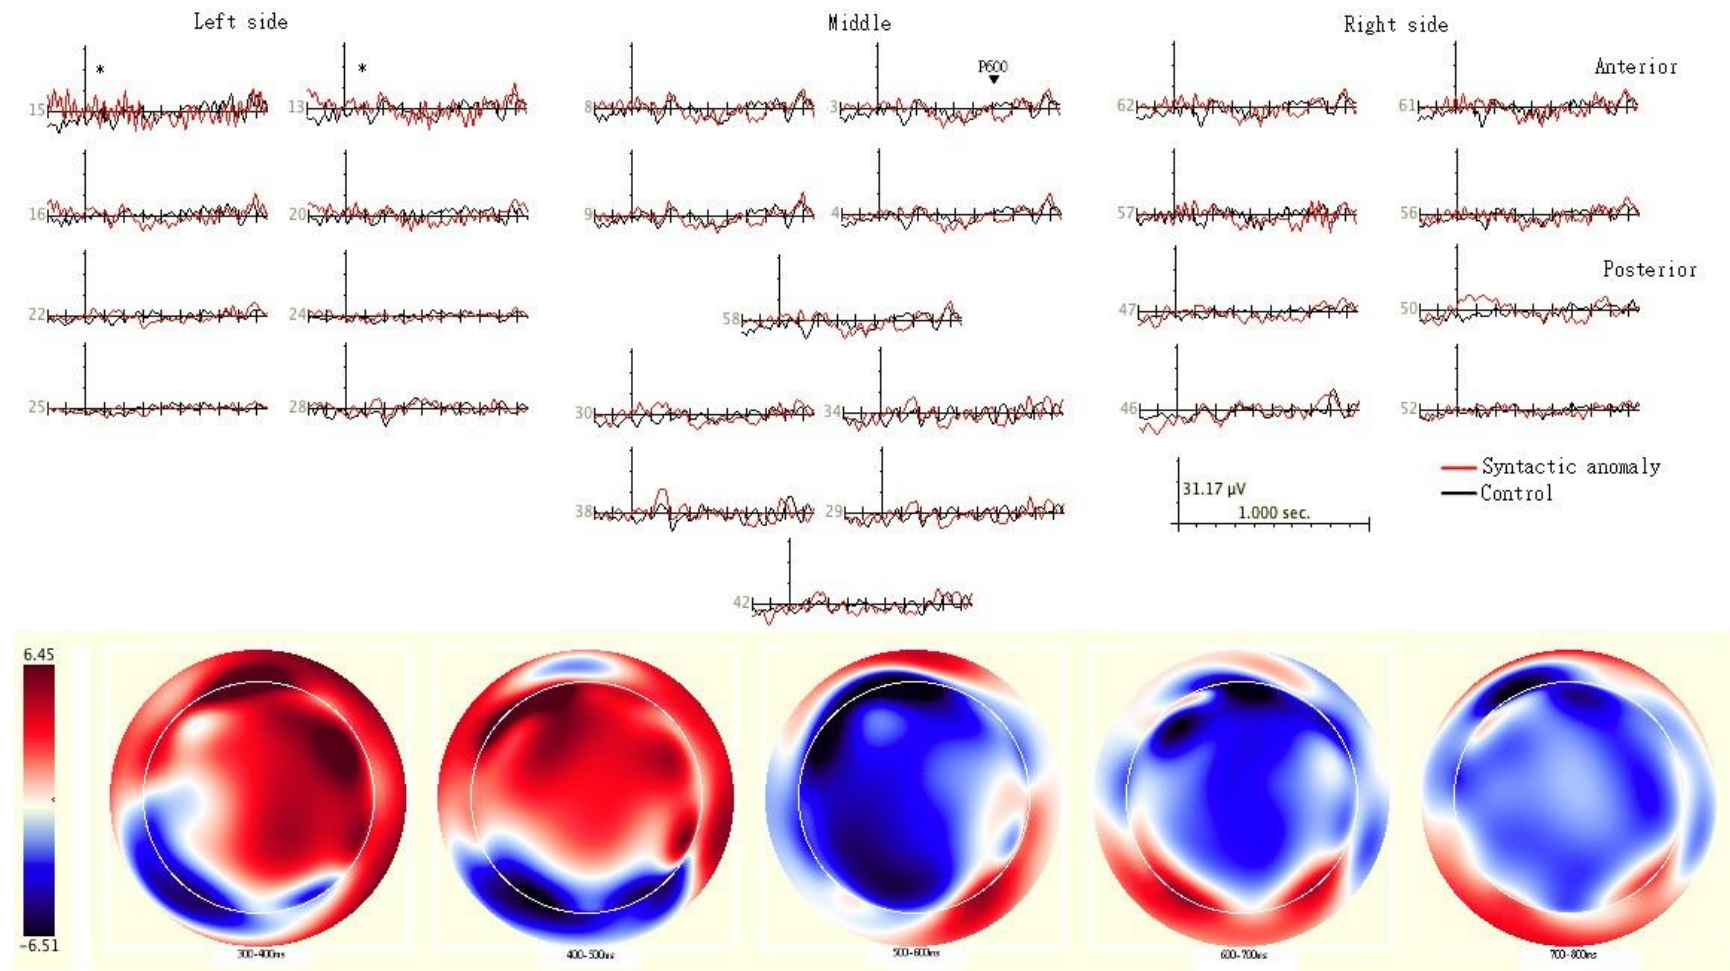 Left side Middle Right side
* * P600 Anterior
15 13 8 3 62 61
16 20 9 4 57 56
Posterior
22 24 58 47 50
25 28 30 34 46 52
Syntactic anomaly
31.17 µV
Control
38 29 1.000 sec.
42
6.45
-6.51
300-400ms 400-500ms 500-600ms 600-700ms 700-800ms